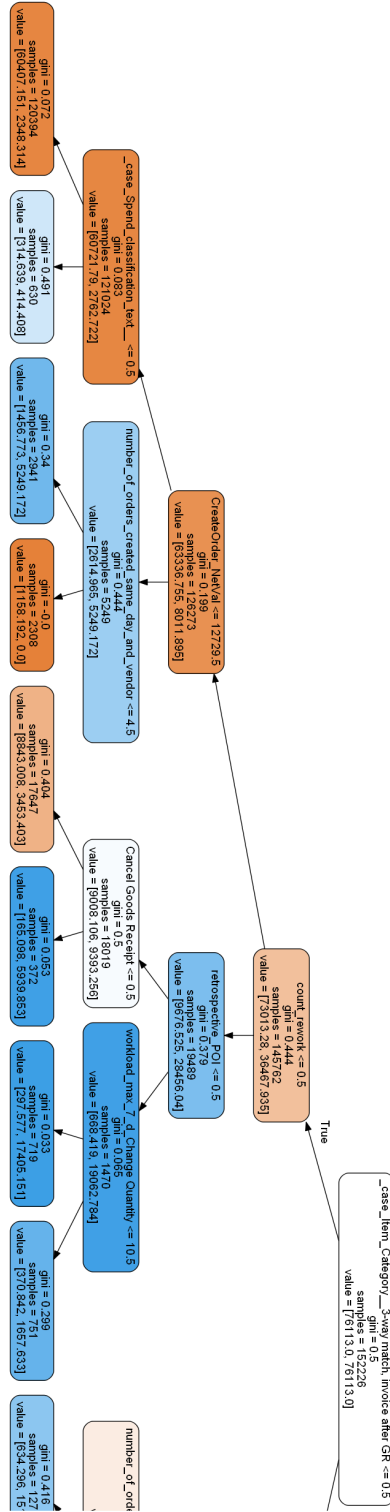 _case_Item_Category__3-way match, invoice after GR <= 0.5
gini = 0.5
samples = 152226
value = [76113.0, 76113.0]
True
count_rework <= 0.5
gini = 0.444
samples = 145762
value = [73013.28, 36467.935]
CreateOrder_NetVal <= 12729.5
gini = 0.199
samples = 126273
value = [63336.755, 8011.895]
retrospective_POI <= 0.5
gini = 0.379
samples = 19489
value = [9676.525, 28456.04]
_case_Spend_classification_text__ <= 0.5
gini = 0.083
samples = 121024
value = [60721.79, 2762.722]
number_of_orders_created_same_day_and_vendor <= 4.5
gini = 0.444
samples = 5249
value = [2614.965, 5249.172]
Cancel Goods Receipt <= 0.5
gini = 0.5
samples = 18019
value = [9008.106, 9393.256]
workload_max_7_d_Change Quantity <= 10.5
gini = 0.065
samples = 1470
value = [668.419, 19062.784]
gini = 0.072
samples = 120394
value = [60407.151, 2348.314]
gini = 0.491
samples = 630
value = [314.639, 414.408]
gini = 0.34
samples = 2941
value = [1456.773, 5249.172]
gini = -0.0
samples = 2308
value = [1158.192, 0.0]
gini = 0.404
samples = 17647
value = [8843.008, 3453.403]
gini = 0.053
samples = 372
value = [165.098, 5939.853]
gini = 0.033
samples = 719
value = [297.577, 17405.151]
gini = 0.299
samples = 751
value = [370.842, 1657.633]
gini = 0.416
samples = 127
value = [634.296, 15